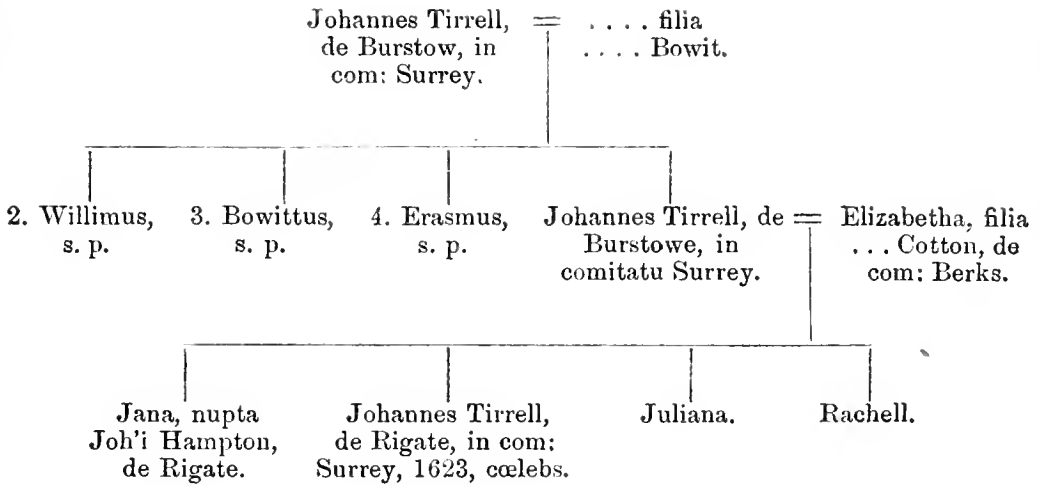 Johannes Tirrell, = . . . . filia
de Burstow, in . . . . Bowit.
com: Surrey.
2. Willimus, 3. Bowittus, 4. Erasmus, Johannes Tirrell, de = Elizabetha, filia
s. p. s. p. s. p. Burstowe, in . . . Cotton, de
comitatu Surrey. com: Berks.
Jana, nupta Johannes Tirrell, Juliana. Rachell.
Joh'i Hampton, de Rigate, in com:
de Rigate. Surrey, 1623, cœlebs.